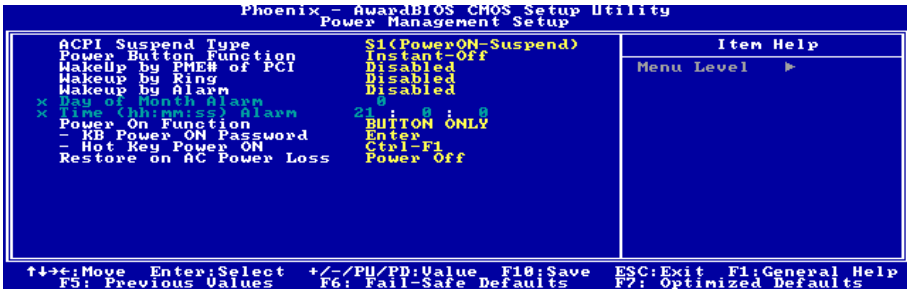 Phoenix - AwardBIOS CMOS Setup Utility
Power Management Setup
ACPI Suspend Type S1(PowerON-Suspend) Item Help
Power Button Function Instant-Off
WakeUp by PME# of PCI Disabled Menu Level ►
Wakeup by Ring Disabled
Wakeup by Alarm Disabled
x Day of Month Alarm 0
x Time (hh:mm:ss) Alarm 21 : 0 : 0
Power On Function BUTTON ONLY
- KB Power ON Password Enter
- Hot Key Power ON Ctrl-F1
Restore on AC Power Loss Power Off
↑↓→←:Move Enter:Select +/-/PU/PD:Value F10:Save ESC:Exit F1:General Help
F5: Previous Values F6: Fail-Safe Defaults F7: Optimized Defaults